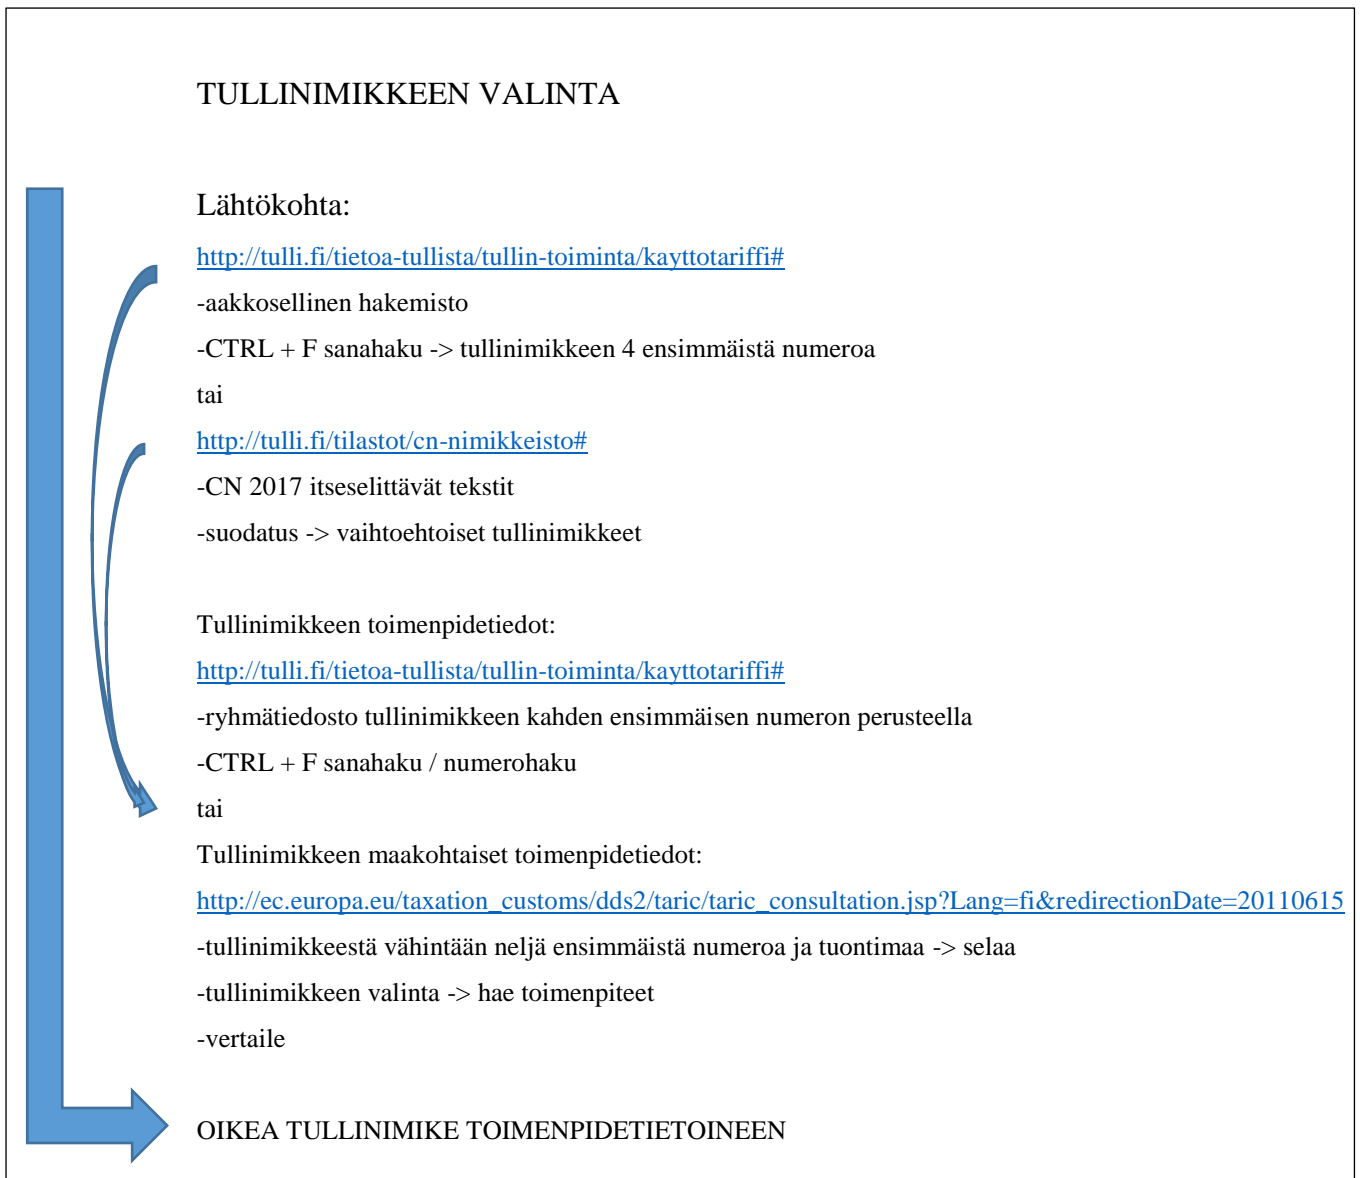 TULLINIMIKKEEN VALINTA
Lähtökohta:
http://tulli.fi/tietoa-tullista/tullin-toiminta/kayttotariffi#
-aakkosellinen hakemisto
-CTRL + F sanahaku -> tullinimikkeen 4 ensimmäistä numeroa
tai
http://tulli.fi/tilastot/cn-nimikkeisto#
-CN 2017 itseselittävät tekstit
-suodatus -> vaihtoehtoiset tullinimikkeet
Tullinimikkeen toimenpidetiedot:
http://tulli.fi/tietoa-tullista/tullin-toiminta/kayttotariffi#
-ryhmätiedosto tullinimikkeen kahden ensimmäisen numeron perusteella
-CTRL + F sanahaku / numerohaku
tai
Tullinimikkeen maakohtaiset toimenpidetiedot:
http://ec.europa.eu/taxation_customs/dds2/taric/taric_consultation.jsp?Lang=fi&redirectionDate=20110615
-tullinimikkeestä vähintään neljä ensimmäistä numeroa ja tuontimaa -> selaa
-tullinimikkeen valinta -> hae toimenpiteet
-vertaile
OIKEA TULLINIMIKE TOIMENPIDETIETOINEEN